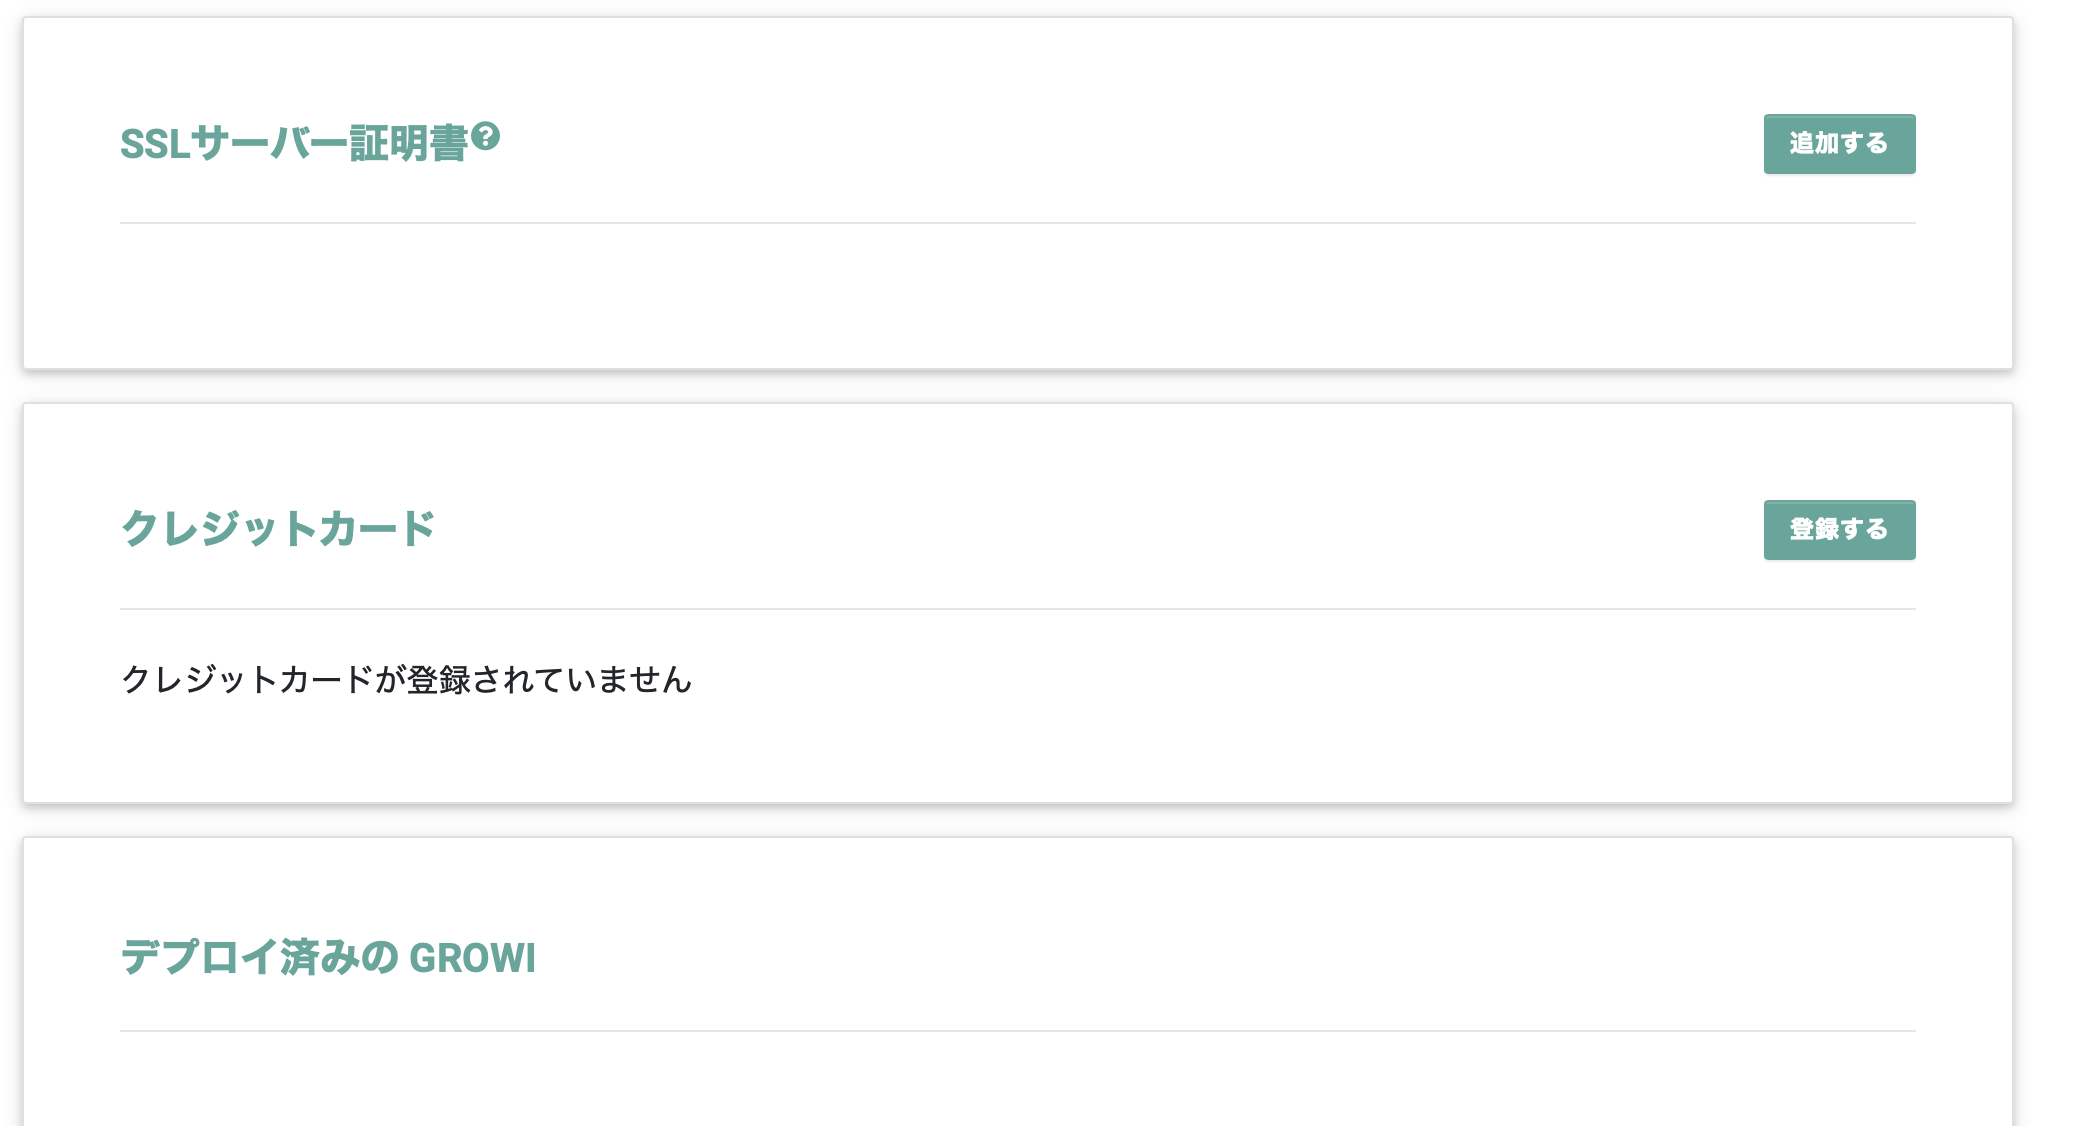 SSLサーバー証明書?
追加する
クレジットカード
登録する
クレジットカードが登録されていません
デプロイ済みの GROWI